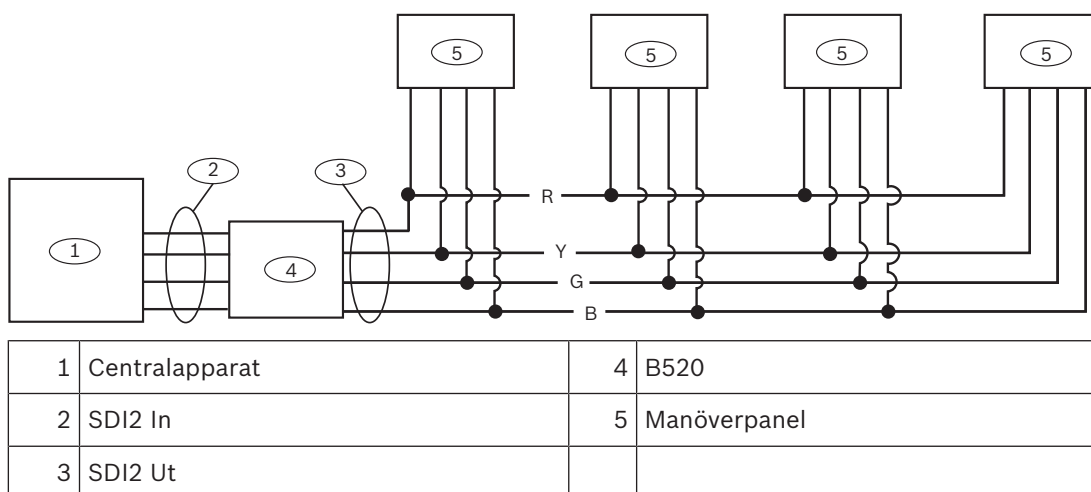 5 5 5 5
2 3
R
1
Y
4
G
B
1 Centralapparat 4 B520
2 SDI2 In 5 Manöverpanel
3 SDI2 Ut